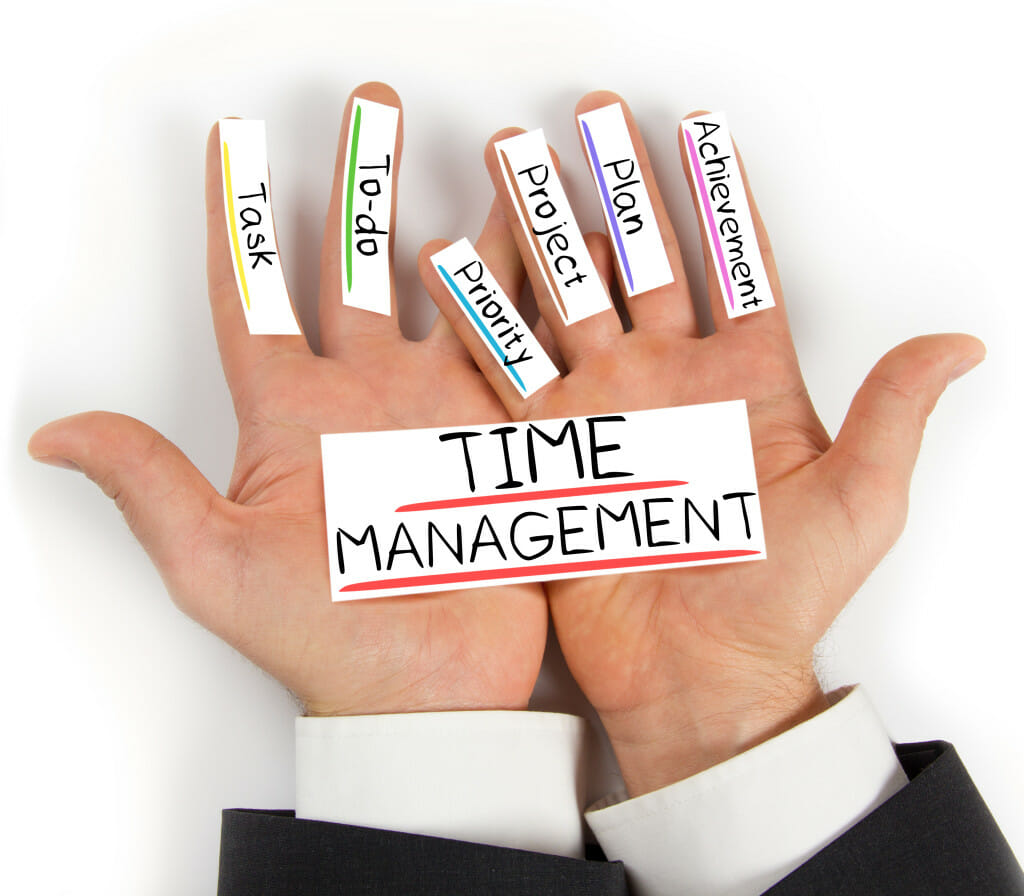 Task
To-do
Priority
Project
Plan
Achievement
TIME
MANAGEMENT